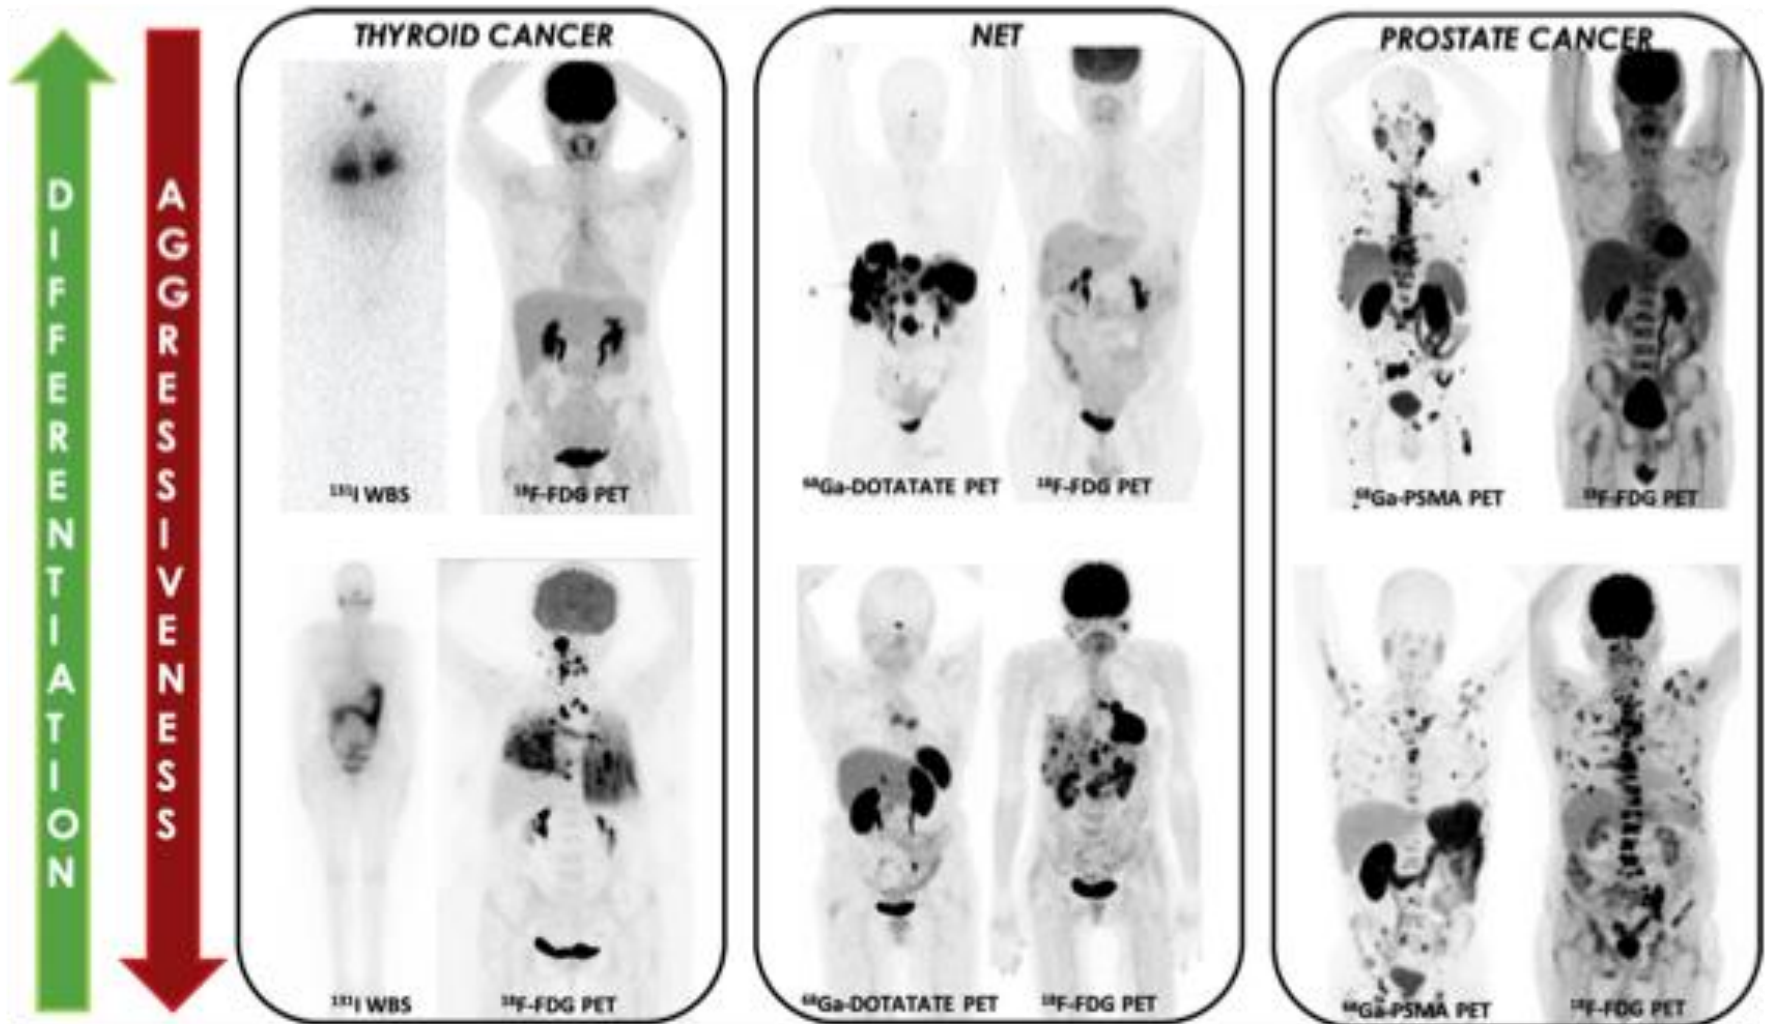 DIFFERENTIATION
AGGRESSIVENESS
THYROID CANCER
¹³¹I WBS
¹⁸F-FDG PET
¹³¹I WBS
¹⁸F-FDG PET
NET
⁶⁸Ga-DOTATATE PET
¹⁸F-FDG PET
⁶⁸Ga-DOTATATE PET
¹⁸F-FDG PET
PROSTATE CANCER
⁶⁸Ga-PSMA PET
¹⁸F-FDG PET
⁶⁸Ga-PSMA PET
¹⁸F-FDG PET